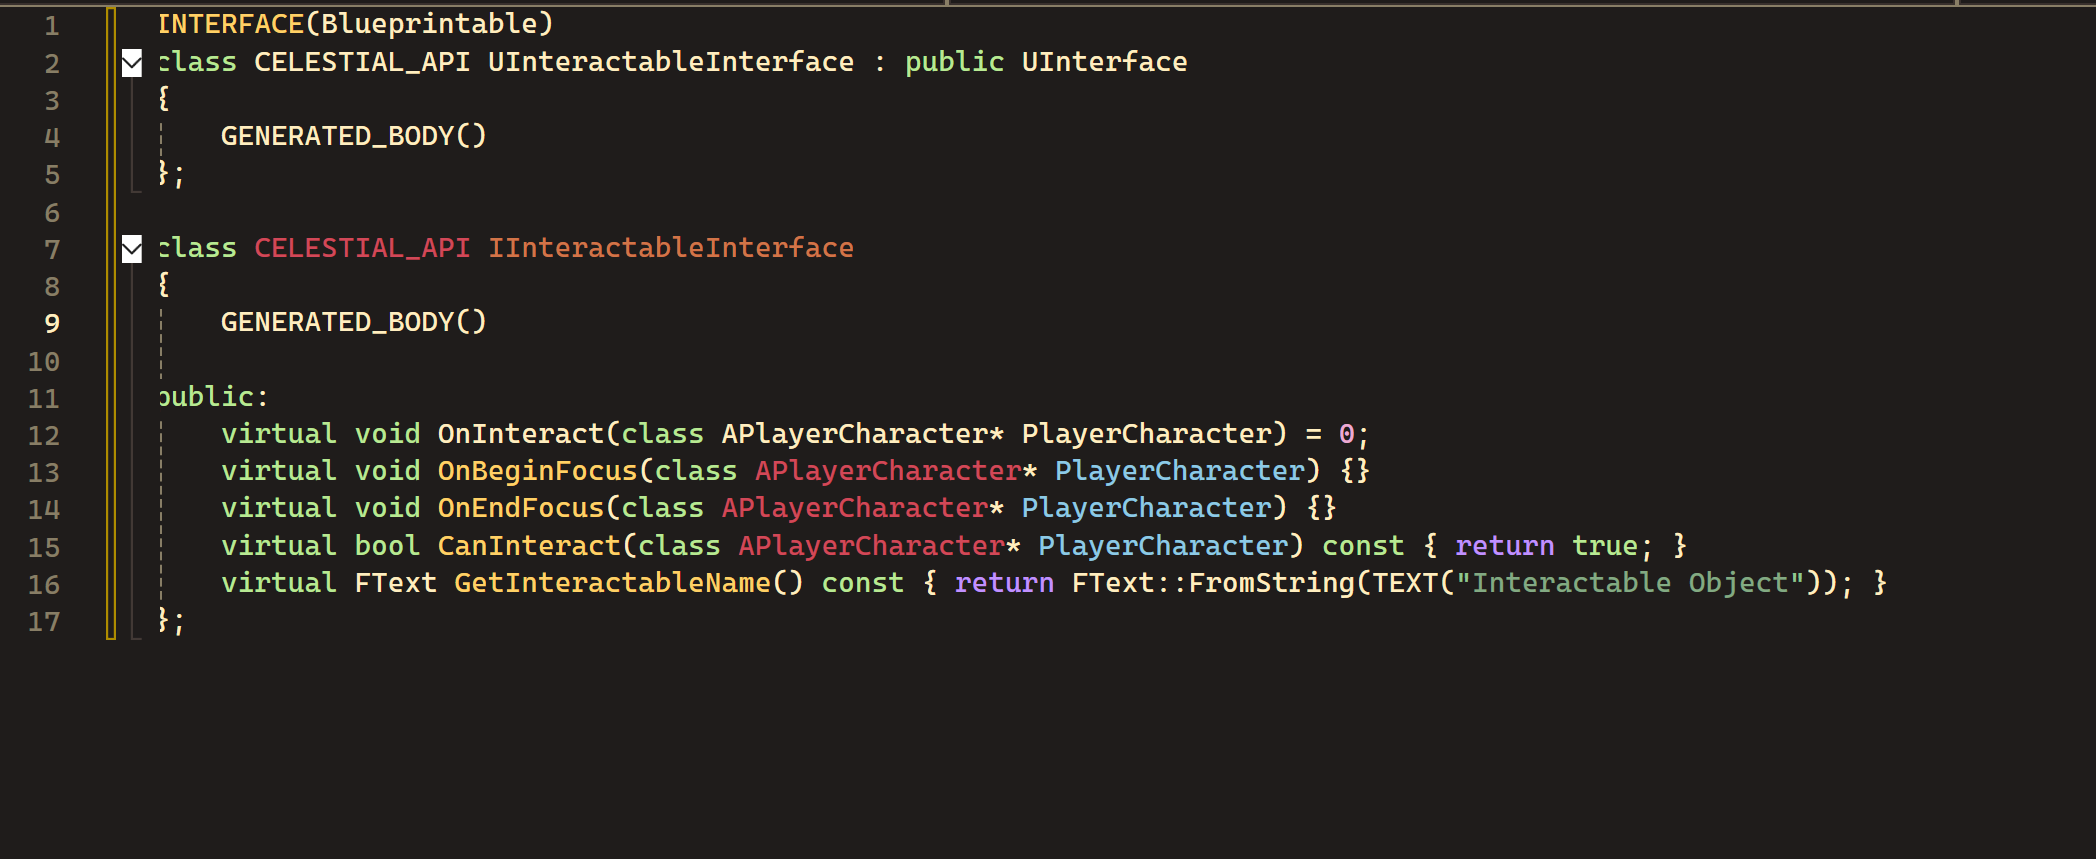 1 INTERFACE(Blueprintable)
2 class CELESTIAL_API UInteractableInterface : public UInterface
3 {
4 GENERATED_BODY()
5 };
6
7 class CELESTIAL_API IInteractableInterface
8 {
9 GENERATED_BODY()
10
11 public:
12 virtual void OnInteract(class APlayerCharacter* PlayerCharacter) = 0;
13 virtual void OnBeginFocus(class APlayerCharacter* PlayerCharacter) {}
14 virtual void OnEndFocus(class APlayerCharacter* PlayerCharacter) {}
15 virtual bool CanInteract(class APlayerCharacter* PlayerCharacter) const { return true; }
16 virtual FText GetInteractableName() const { return FText::FromString(TEXT("Interactable Object")); }
17 };